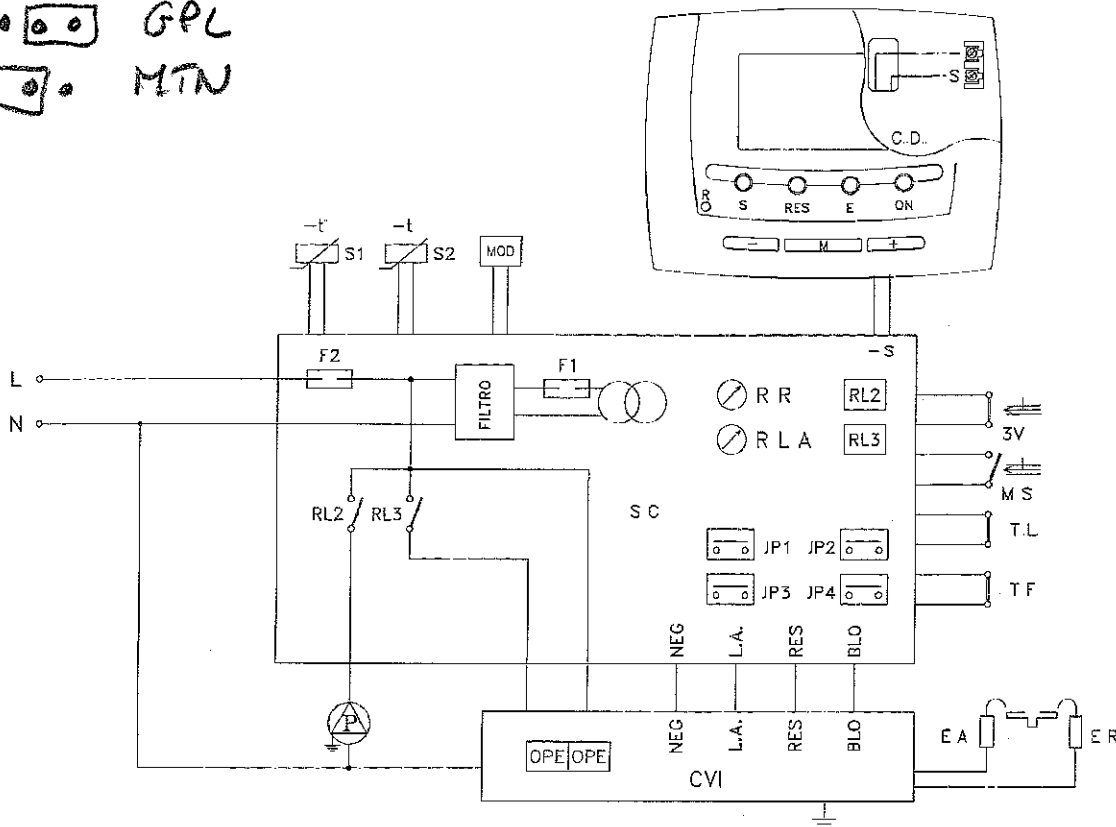 GPL
MTN
S
C.D.
R
S RES E ON
- M +
-t -t
S1 S2 MOD
-S
F2
L
FILTRO
F1
R R RL2
N
R L A RL3
3V
M S
RL2 RL3
S C
T.L
JP1 JP2
JP3 JP4
T F
NEG L.A. RES BLO
P
NEG L.A. RES BLO
E A E R
OPE OPE
CVI